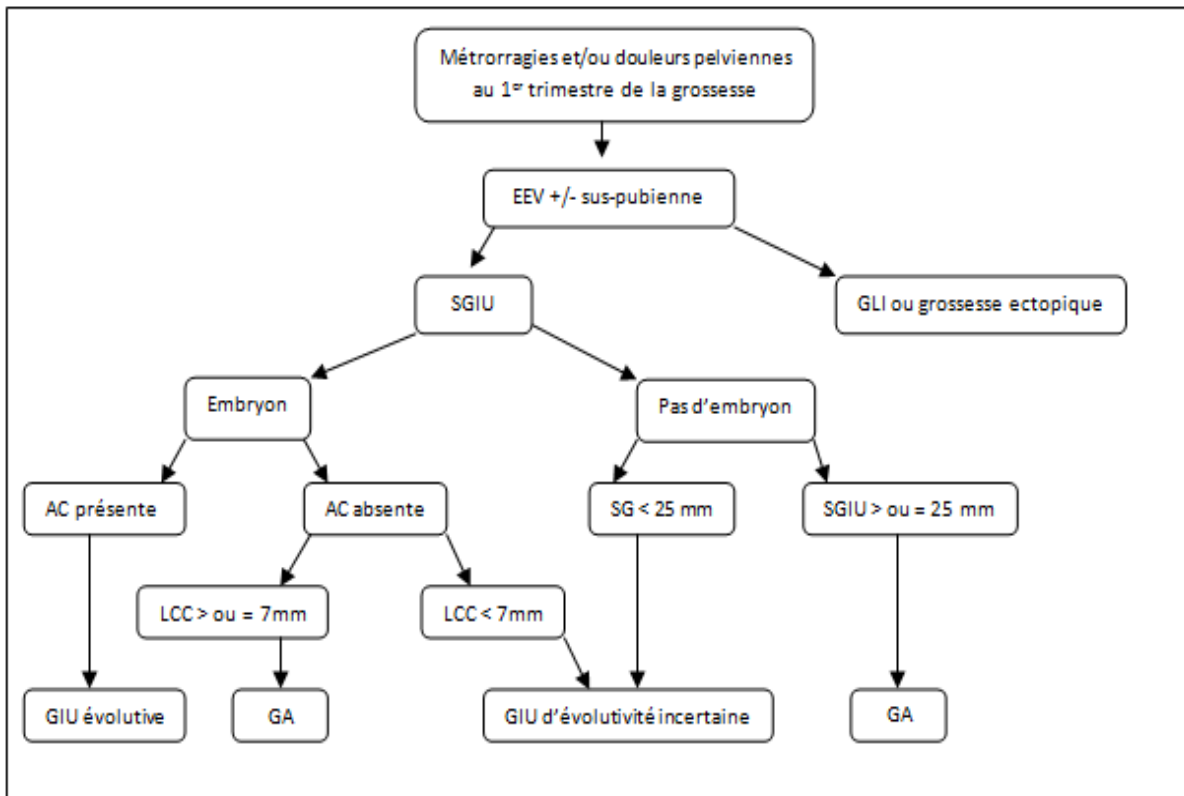 Métrorragies et/ou douleurs pelviennes
au 1er trimestre de la grossesse
EEV +/- sus-pubienne
SGIU
GLI ou grossesse ectopique
Embryon
Pas d'embryon
AC présente
AC absente
SG < 25 mm
SGIU > ou = 25 mm
LCC > ou = 7mm
LCC < 7mm
GIU évolutive
GA
GIU d'évolutivité incertaine
GA